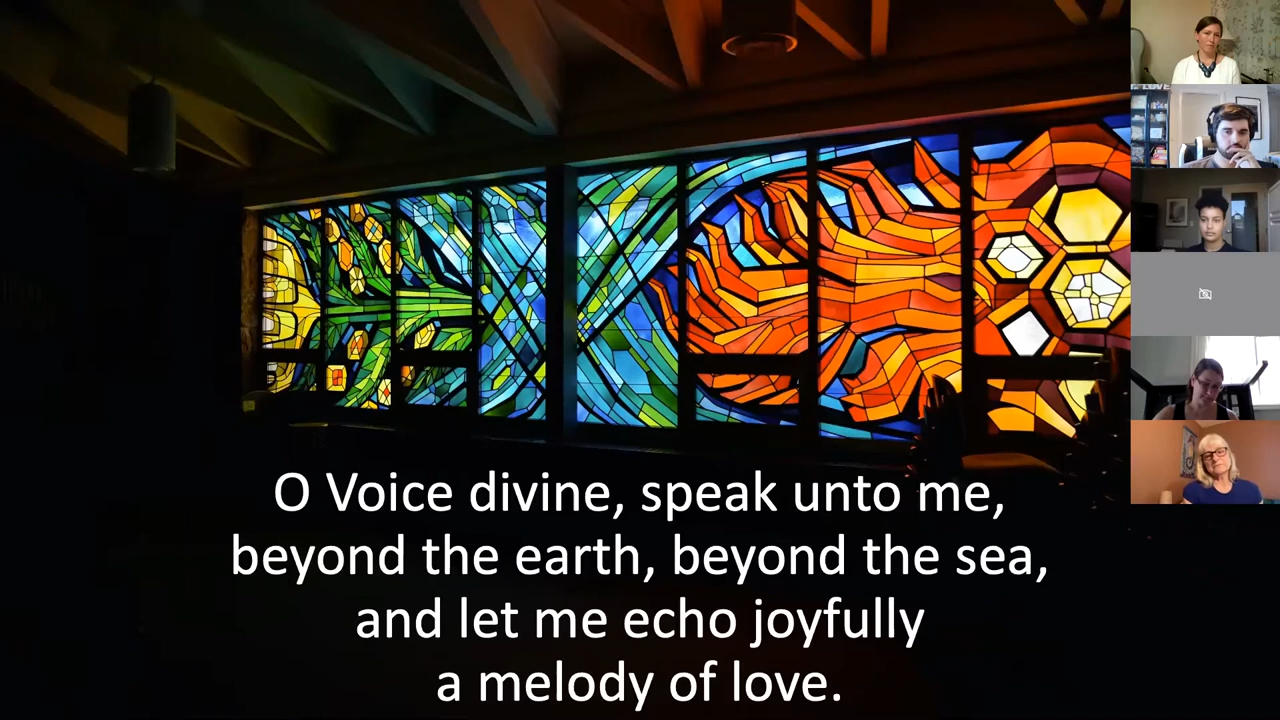 O Voice divine, speak unto me,
beyond the earth, beyond the sea,
and let me echo joyfully
a melody of love.
LOVE